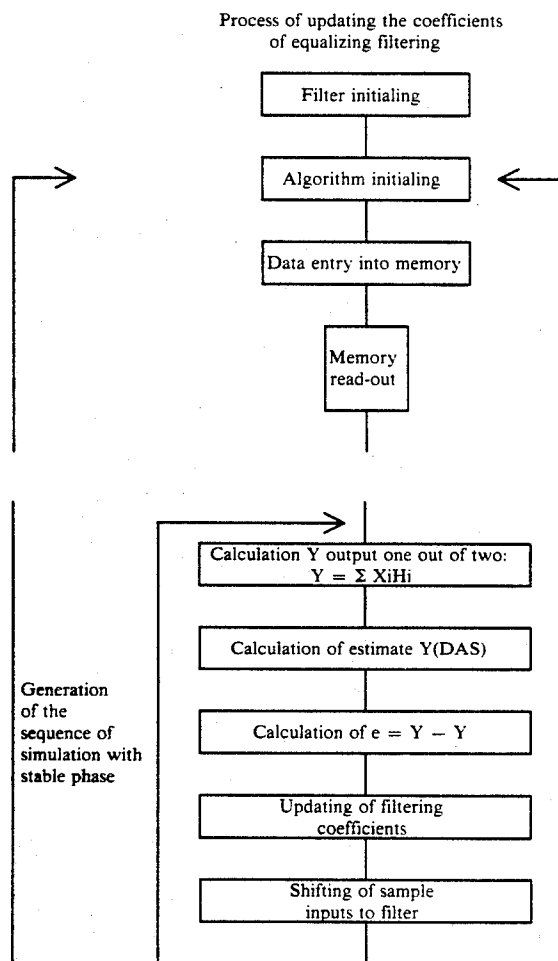 Process of updating the coefficients
of equalizing filtering
Filter initialing
Algorithm initialing
Data entry into memory
Memory
read-out
Calculation Y output one out of two:
Y = Σ XiHi
Calculation of estimate Y(DAS)
Generation
of the
sequence of
simulation with
stable phase
Calculation of e = Y − Y
Updating of filtering
coefficients
Shifting of sample
inputs to filter